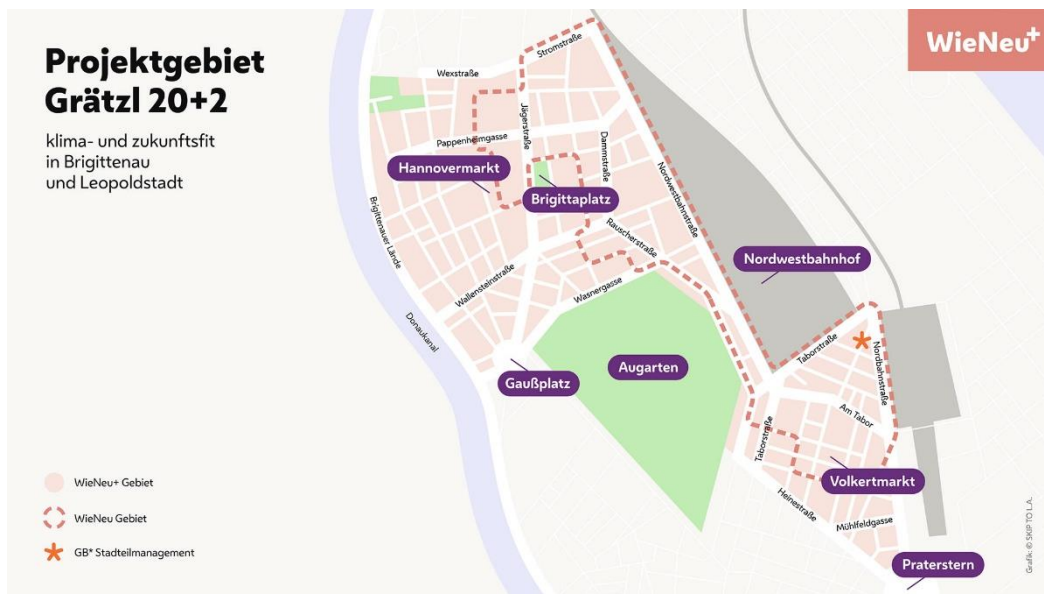 Projektgebiet
Grätzl 20+2
klima- und zukunftsfit
in Brigittenau
und Leopoldstadt
WieNeu+
Stromstraße
Wexstraße
Jägerstraße
Pappenheimgasse
Dammstraße
Hannovermarkt
Brigittaplatz
Nordwestbahnstraße
Brigittenauer Lände
Rauscherstraße
Nordwestbahnhof
Wallensteinstraße
Wasnergasse
Donaukanal
Taborstraße
Nordbahnstraße
Augarten
Gaußplatz
Am Tabor
Taborstraße
Volkertmarkt
Heinestraße
Mühlfeldgasse
Praterstern
WieNeu+ Gebiet
WieNeu Gebiet
GB* Stadtteilmanagement
Grafik: © SKIP TO L.A.